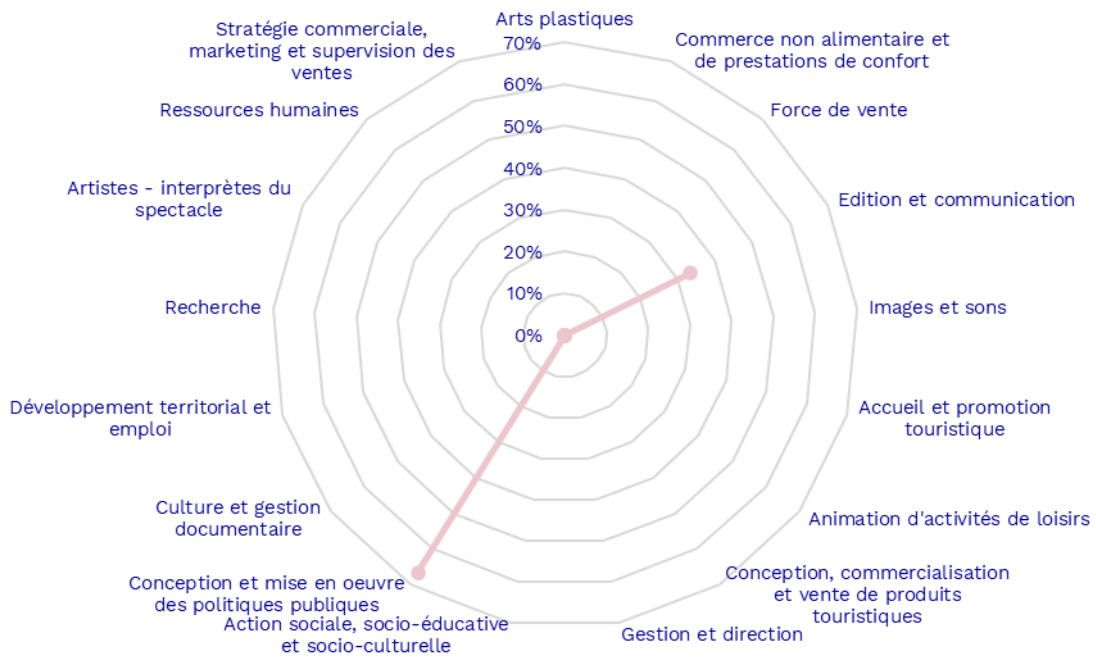 Arts plastiques
Commerce non alimentaire et
de prestations de confort
Force de vente
Edition et communication
Images et sons
Accueil et promotion
touristique
Animation d'activités de loisirs
Conception, commercialisation
et vente de produits
touristiques
Gestion et direction
Action sociale, socio-éducative
et socio-culturelle
Conception et mise en oeuvre
des politiques publiques
Culture et gestion
documentaire
Développement territorial et
emploi
Recherche
Artistes - interprètes du
spectacle
Ressources humaines
Stratégie commerciale,
marketing et supervision des
ventes
70%
60%
50%
40%
30%
20%
10%
0%